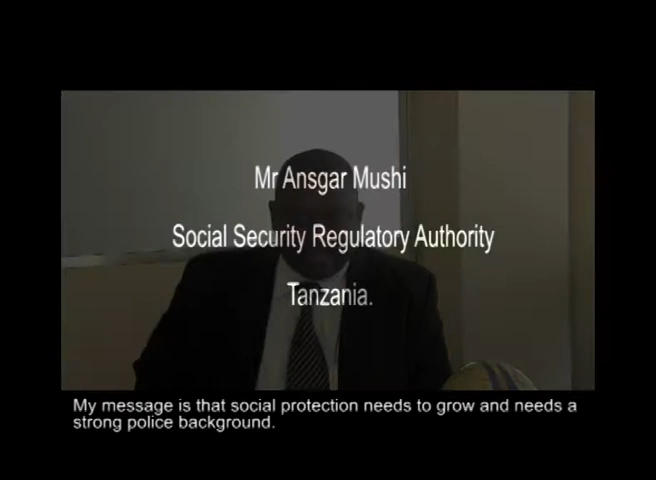 Mr Ansgar Mushi
Social Security Regulatory Authority
Tanzania.
My message is that social protection needs to grow and needs a
strong police background.